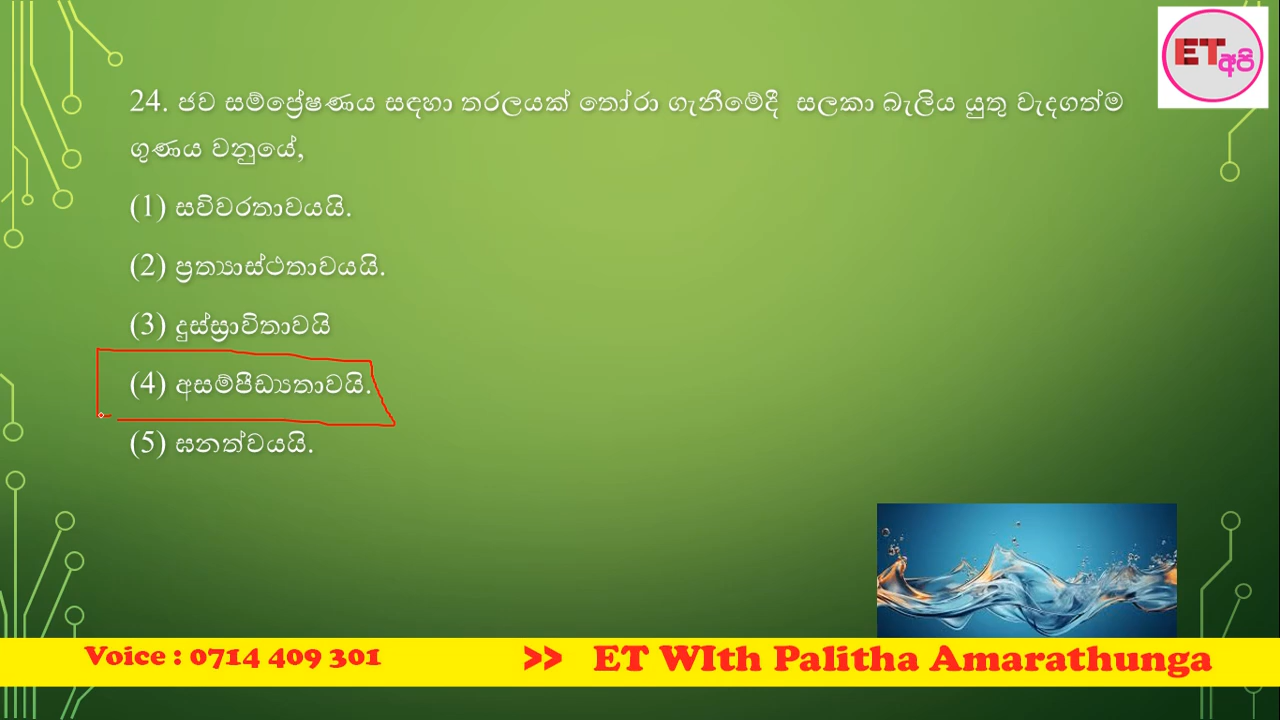 ET
අපි
24. ජව සම්ප්‍රේෂණය සඳහා තරලයක් තෝරා ගැනීමේදී සලකා බැලිය යුතු වැදගත්ම
ගුණය වනුයේ,
(1) සවිවරතාවයයි.
(2) ප්‍රත්‍යාස්ථතාවයයි.
(3) දුස්ස්‍රාවිතාවයි
(4) අසම්පීඩ්‍යතාවයි.
(5) ඝනත්වයයි.
Voice : 0714 409 301 >> ET WIth Palitha Amarathunga